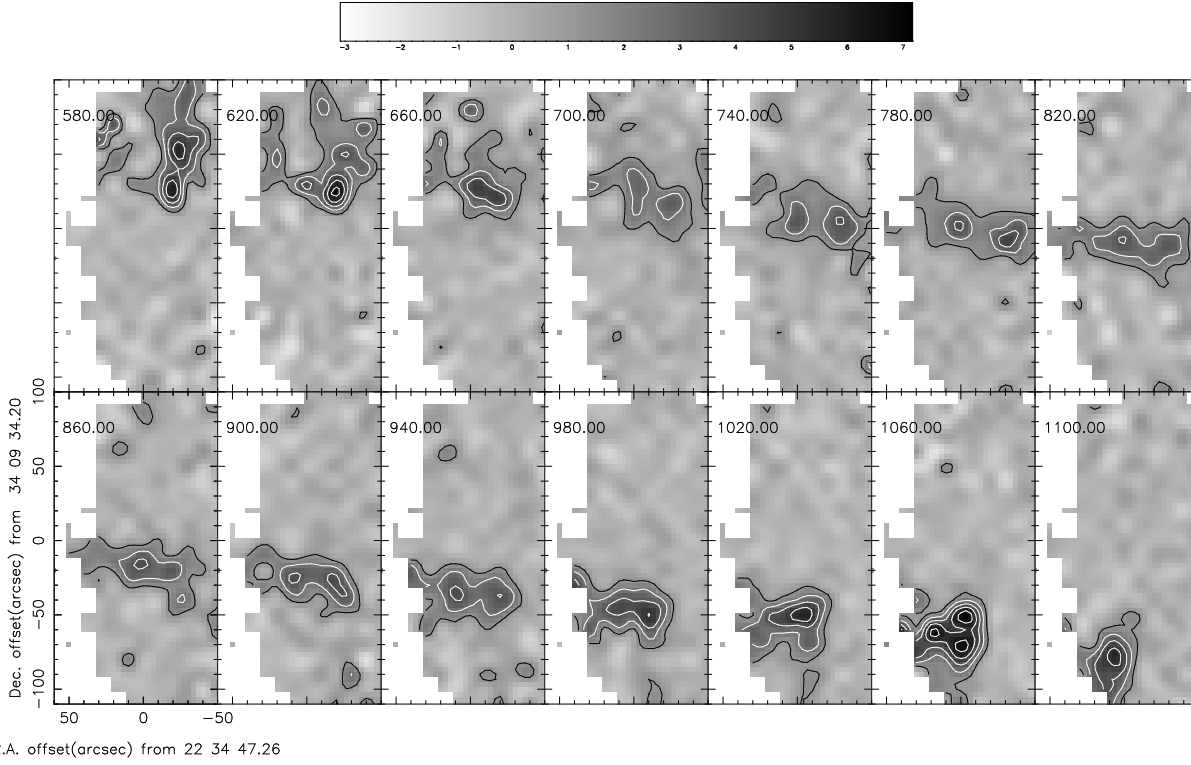 -3 -2 -1 0 1 2 3 4 5 6 7
580.00 620.00 660.00 700.00 740.00 780.00 820.00
860.00 900.00 940.00 980.00 1020.00 1060.00 1100.00
Dec. offset(arcsec) from 34 09 34.20
100
50
0
−50
−100
50 0 −50
.A. offset(arcsec) from 22 34 47.26